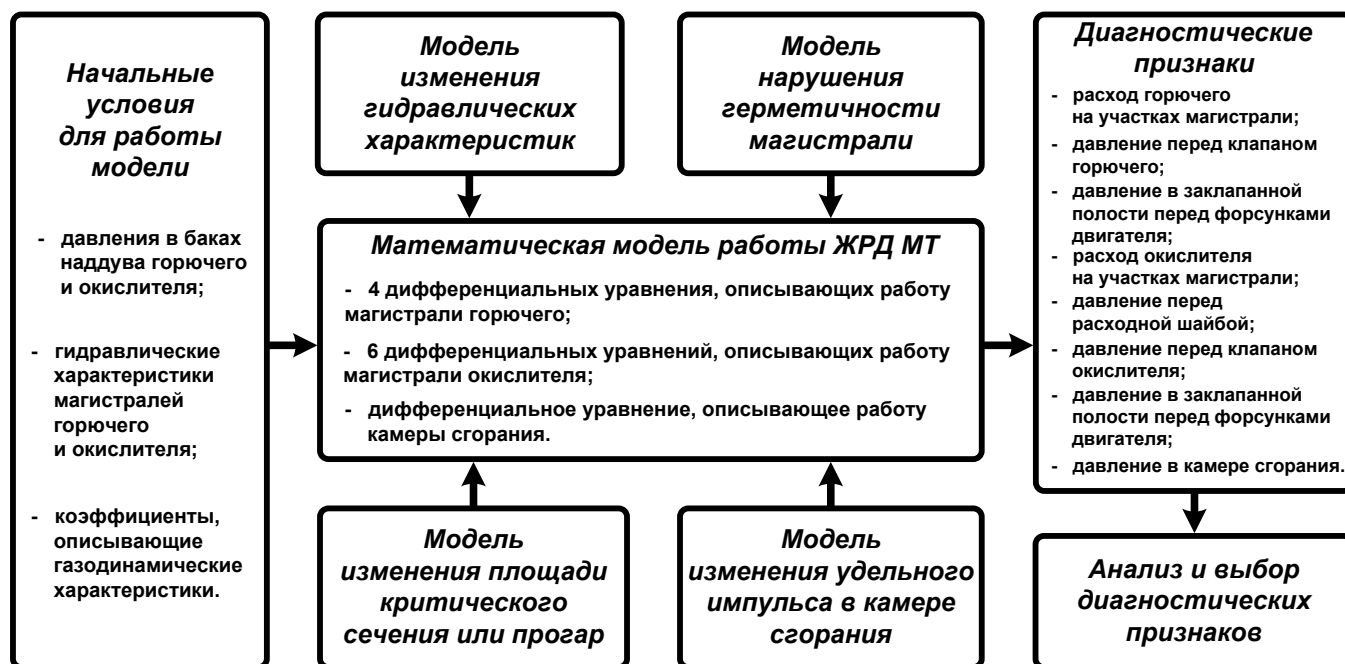 Начальные
условия
для работы
модели
- давления в баках
наддува горючего
и окислителя;
- гидравлические
характеристики
магистралей
горючего
и окислителя;
- коэффициенты,
описывающие
газодинамические
характеристики.
Модель
изменения
гидравлических
характеристик
Модель
нарушения
герметичности
магистрали
Математическая модель работы ЖРД МТ
- 4 дифференциальных уравнения, описывающих работу
магистрали горючего;
- 6 дифференциальных уравнений, описывающих работу
магистрали окислителя;
- дифференциальное уравнение, описывающее работу
камеры сгорания.
Модель
изменения площади
критического
сечения или прогар
Модель
изменения удельного
импульса в камере
сгорания
Диагностические
признаки
- расход горючего
на участках магистрали;
- давление перед клапаном
горючего;
- давление в заклапанной
полости перед форсунками
двигателя;
- расход окислителя
на участках магистрали;
- давление перед
расходной шайбой;
- давление перед клапаном
окислителя;
- давление в заклапанной
полости перед форсунками
двигателя;
- давление в камере сгорания.
Анализ и выбор
диагностических
признаков